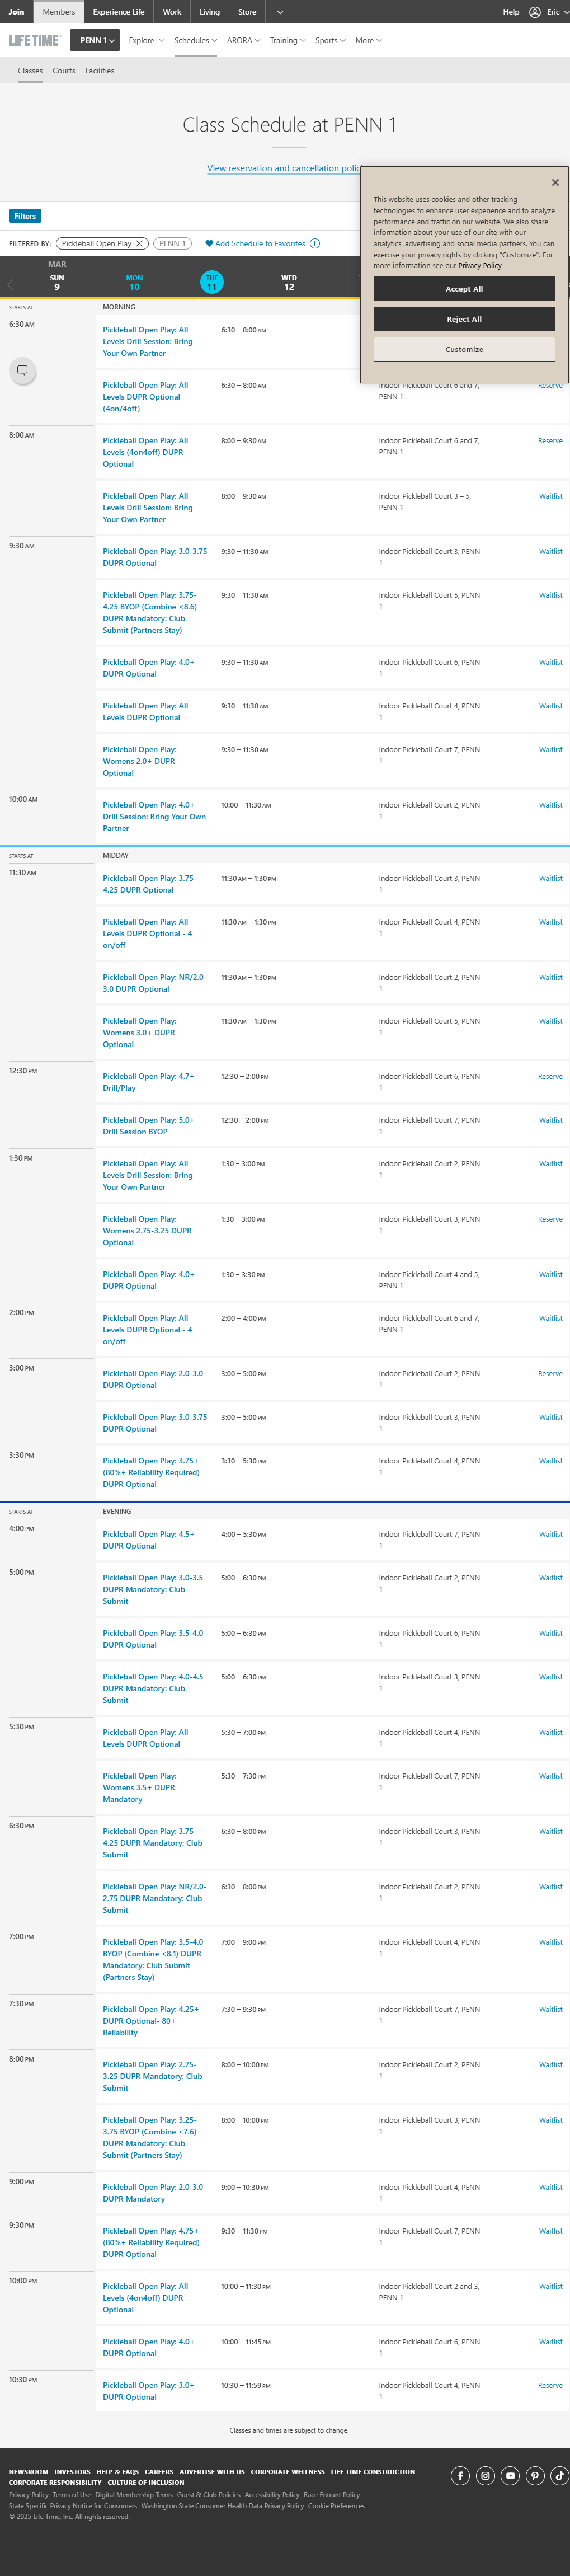 Join Members Experience Life Work Living Store Help Eric
LIFETIME PENN 1 Explore Schedules ARORA Training Sports More
Classes Courts Facilities
Class Schedule at PENN 1
View reservation and cancellation polic
This website uses cookies and other tracking
technologies to enhance user experience and to analyze
performance and traffic on our website. We also share
information about your use of our site with our
analytics, advertising and social media partners. You can
exercise your privacy rights by clicking "Customize". For
more information see our Privacy Policy
Accept All
Reject All
Customize
Filters
FILTERED BY: Pickleball Open Play PENN 1 Add Schedule to Favorites
MAR
SUN 9 MON 10 TUE 11 WED 12
STARTS AT MORNING
6:30 AM
Pickleball Open Play: All 6:30 – 8:00 AM
Levels Drill Session: Bring
Your Own Partner
Pickleball Open Play: All 6:30 – 8:00 AM Indoor Pickleball Court 6 and 7, Reserve
Levels DUPR Optional PENN 1
(4on/4off)
8:00 AM
Pickleball Open Play: All 8:00 – 9:30 AM Indoor Pickleball Court 6 and 7, Reserve
Levels (4on4off) DUPR PENN 1
Optional
Pickleball Open Play: All 8:00 – 9:30 AM Indoor Pickleball Court 3 – 5, Waitlist
Levels Drill Session: Bring PENN 1
Your Own Partner
9:30 AM
Pickleball Open Play: 3.0-3.75 9:30 – 11:30 AM Indoor Pickleball Court 3, PENN Waitlist
DUPR Optional 1
Pickleball Open Play: 3.75- 9:30 – 11:30 AM Indoor Pickleball Court 5, PENN Waitlist
4.25 BYOP (Combine <8.6) 1
DUPR Mandatory: Club
Submit (Partners Stay)
Pickleball Open Play: 4.0+ 9:30 – 11:30 AM Indoor Pickleball Court 6, PENN Waitlist
DUPR Optional 1
Pickleball Open Play: All 9:30 – 11:30 AM Indoor Pickleball Court 4, PENN Waitlist
Levels DUPR Optional 1
Pickleball Open Play: 9:30 – 11:30 AM Indoor Pickleball Court 7, PENN Waitlist
Womens 2.0+ DUPR 1
Optional
10:00 AM
Pickleball Open Play: 4.0+ 10:00 – 11:30 AM Indoor Pickleball Court 2, PENN Waitlist
Drill Session: Bring Your Own 1
Partner
STARTS AT MIDDAY
11:30 AM
Pickleball Open Play: 3.75- 11:30 AM – 1:30 PM Indoor Pickleball Court 3, PENN Waitlist
4.25 DUPR Optional 1
Pickleball Open Play: All 11:30 AM – 1:30 PM Indoor Pickleball Court 4, PENN Waitlist
Levels DUPR Optional - 4 1
on/off
Pickleball Open Play: NR/2.0- 11:30 AM – 1:30 PM Indoor Pickleball Court 2, PENN Waitlist
3.0 DUPR Optional 1
Pickleball Open Play: 11:30 AM – 1:30 PM Indoor Pickleball Court 5, PENN Waitlist
Womens 3.0+ DUPR 1
Optional
12:30 PM
Pickleball Open Play: 4.7+ 12:30 – 2:00 PM Indoor Pickleball Court 6, PENN Reserve
Drill/Play 1
Pickleball Open Play: 5.0+ 12:30 – 2:00 PM Indoor Pickleball Court 7, PENN Waitlist
Drill Session BYOP 1
1:30 PM
Pickleball Open Play: All 1:30 – 3:00 PM Indoor Pickleball Court 2, PENN Waitlist
Levels Drill Session: Bring 1
Your Own Partner
Pickleball Open Play: 1:30 – 3:00 PM Indoor Pickleball Court 3, PENN Reserve
Womens 2.75-3.25 DUPR 1
Optional
Pickleball Open Play: 4.0+ 1:30 – 3:30 PM Indoor Pickleball Court 4 and 5, Waitlist
DUPR Optional PENN 1
2:00 PM
Pickleball Open Play: All 2:00 – 4:00 PM Indoor Pickleball Court 6 and 7, Waitlist
Levels DUPR Optional - 4 PENN 1
on/off
3:00 PM
Pickleball Open Play: 2.0-3.0 3:00 – 5:00 PM Indoor Pickleball Court 2, PENN Reserve
DUPR Optional 1
Pickleball Open Play: 3.0-3.75 3:00 – 5:00 PM Indoor Pickleball Court 3, PENN Waitlist
DUPR Optional 1
3:30 PM
Pickleball Open Play: 3.75+ 3:30 – 5:30 PM Indoor Pickleball Court 4, PENN Waitlist
(80%+ Reliability Required) 1
DUPR Optional
STARTS AT EVENING
4:00 PM
Pickleball Open Play: 4.5+ 4:00 – 5:30 PM Indoor Pickleball Court 7, PENN Waitlist
DUPR Optional 1
5:00 PM
Pickleball Open Play: 3.0-3.5 5:00 – 6:30 PM Indoor Pickleball Court 2, PENN Waitlist
DUPR Mandatory: Club 1
Submit
Pickleball Open Play: 3.5-4.0 5:00 – 6:30 PM Indoor Pickleball Court 6, PENN Waitlist
DUPR Optional 1
Pickleball Open Play: 4.0-4.5 5:00 – 6:30 PM Indoor Pickleball Court 3, PENN Waitlist
DUPR Mandatory: Club 1
Submit
5:30 PM
Pickleball Open Play: All 5:30 – 7:00 PM Indoor Pickleball Court 4, PENN Waitlist
Levels DUPR Optional 1
Pickleball Open Play: 5:30 – 7:30 PM Indoor Pickleball Court 7, PENN Waitlist
Womens 3.5+ DUPR 1
Mandatory
6:30 PM
Pickleball Open Play: 3.75- 6:30 – 8:00 PM Indoor Pickleball Court 3, PENN Waitlist
4.25 DUPR Mandatory: Club 1
Submit
Pickleball Open Play: NR/2.0- 6:30 – 8:00 PM Indoor Pickleball Court 2, PENN Waitlist
2.75 DUPR Mandatory: Club 1
Submit
7:00 PM
Pickleball Open Play: 3.5-4.0 7:00 – 9:00 PM Indoor Pickleball Court 4, PENN Waitlist
BYOP (Combine <8.1) DUPR 1
Mandatory: Club Submit
(Partners Stay)
7:30 PM
Pickleball Open Play: 4.25+ 7:30 – 9:30 PM Indoor Pickleball Court 7, PENN Waitlist
DUPR Optional- 80+ 1
Reliability
8:00 PM
Pickleball Open Play: 2.75- 8:00 – 10:00 PM Indoor Pickleball Court 2, PENN Waitlist
3.25 DUPR Mandatory: Club 1
Submit
Pickleball Open Play: 3.25- 8:00 – 10:00 PM Indoor Pickleball Court 3, PENN Waitlist
3.75 BYOP (Combine <7.6) 1
DUPR Mandatory: Club
Submit (Partners Stay)
9:00 PM
Pickleball Open Play: 2.0-3.0 9:00 – 10:30 PM Indoor Pickleball Court 4, PENN Waitlist
DUPR Mandatory 1
9:30 PM
Pickleball Open Play: 4.75+ 9:30 – 11:30 PM Indoor Pickleball Court 7, PENN Waitlist
(80%+ Reliability Required) 1
DUPR Optional
10:00 PM
Pickleball Open Play: All 10:00 – 11:30 PM Indoor Pickleball Court 2 and 3, Waitlist
Levels (4on4off) DUPR PENN 1
Optional
Pickleball Open Play: 4.0+ 10:00 – 11:45 PM Indoor Pickleball Court 6, PENN Waitlist
DUPR Optional 1
10:30 PM
Pickleball Open Play: 3.0+ 10:30 – 11:59 PM Indoor Pickleball Court 4, PENN Reserve
DUPR Optional 1
Classes and times are subject to change.
NEWSROOM INVESTORS HELP & FAQS CAREERS ADVERTISE WITH US CORPORATE WELLNESS LIFE TIME CONSTRUCTION
CORPORATE RESPONSIBILITY CULTURE OF INCLUSION
Privacy Policy Terms of Use Digital Membership Terms Guest & Club Policies Accessibility Policy Race Entrant Policy
State Specific Privacy Notice for Consumers Washington State Consumer Health Data Privacy Policy Cookie Preferences
© 2025 Life Time, Inc. All rights reserved.